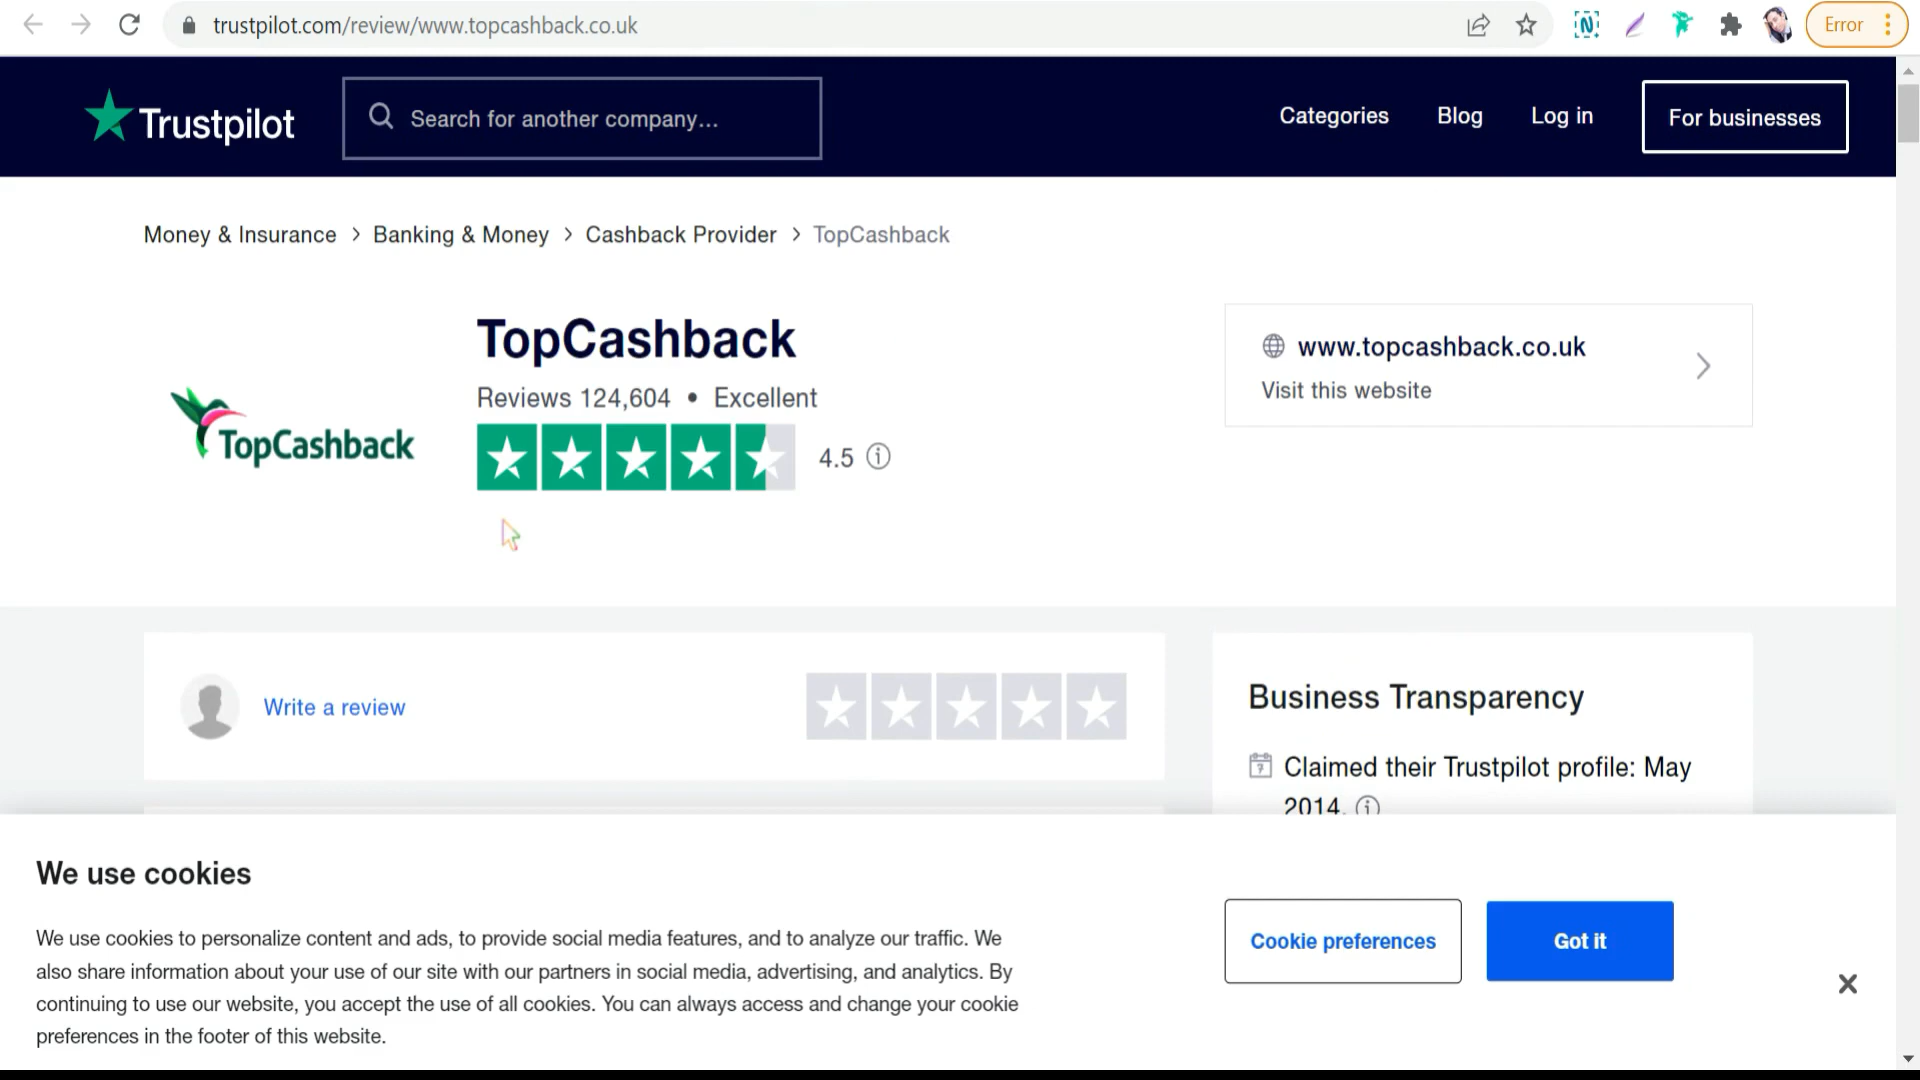 trustpilot.com/review/www.topcashback.co.uk
Error
Trustpilot
Search for another company...
Categories
Blog
Log in
For businesses
Money & Insurance > Banking & Money > Cashback Provider > TopCashback
TopCashback
TopCashback
Reviews 124,604 • Excellent
4.5
www.topcashback.co.uk
Visit this website
Write a review
Business Transparency
Claimed their Trustpilot profile: May
2014.
We use cookies
We use cookies to personalize content and ads, to provide social media features, and to analyze our traffic. We
also share information about your use of our site with our partners in social media, advertising, and analytics. By
continuing to use our website, you accept the use of all cookies. You can always access and change your cookie
preferences in the footer of this website.
Cookie preferences
Got it